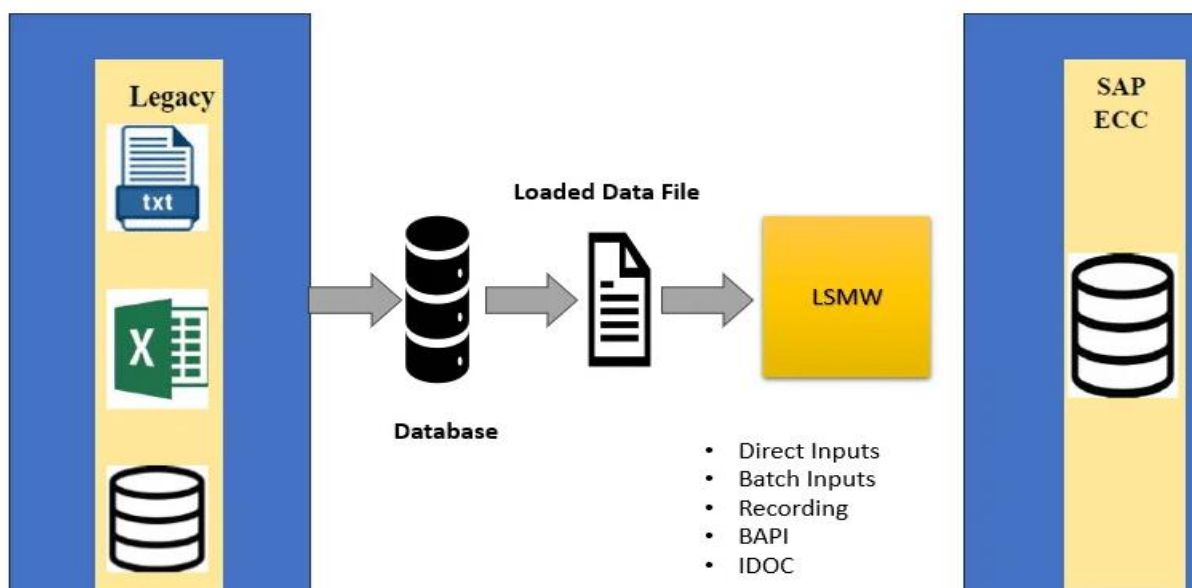 Legacy
txt
X
Database
Loaded Data File
LSMW
• Direct Inputs
• Batch Inputs
• Recording
• BAPI
• IDOC
SAP
ECC